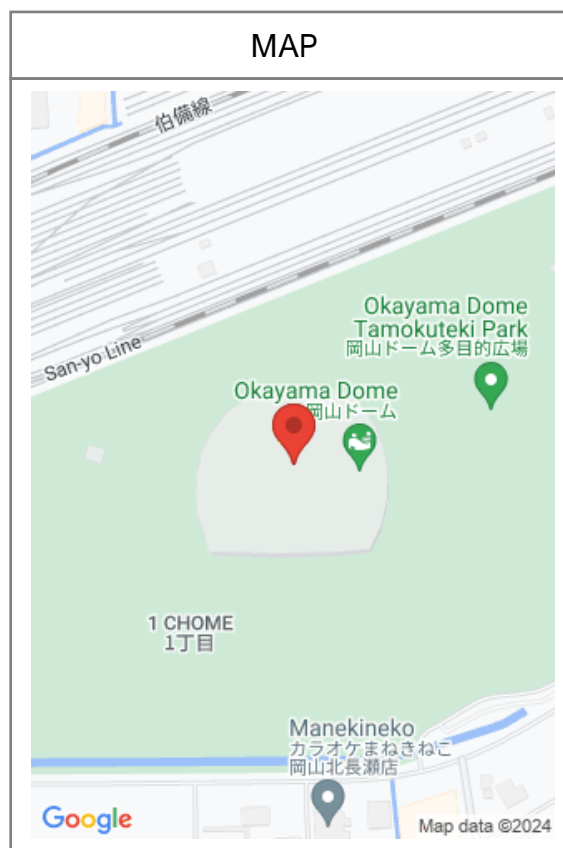 MAP
伯備線
Okayama Dome
Tamokuteki Park
岡山ドーム多目的広場
San-yo Line
Okayama Dome
岡山ドーム
1 CHOME
1丁目
Manekineko
カラオケまねきねこ
岡山北長瀬店
Google
Map data ©2024